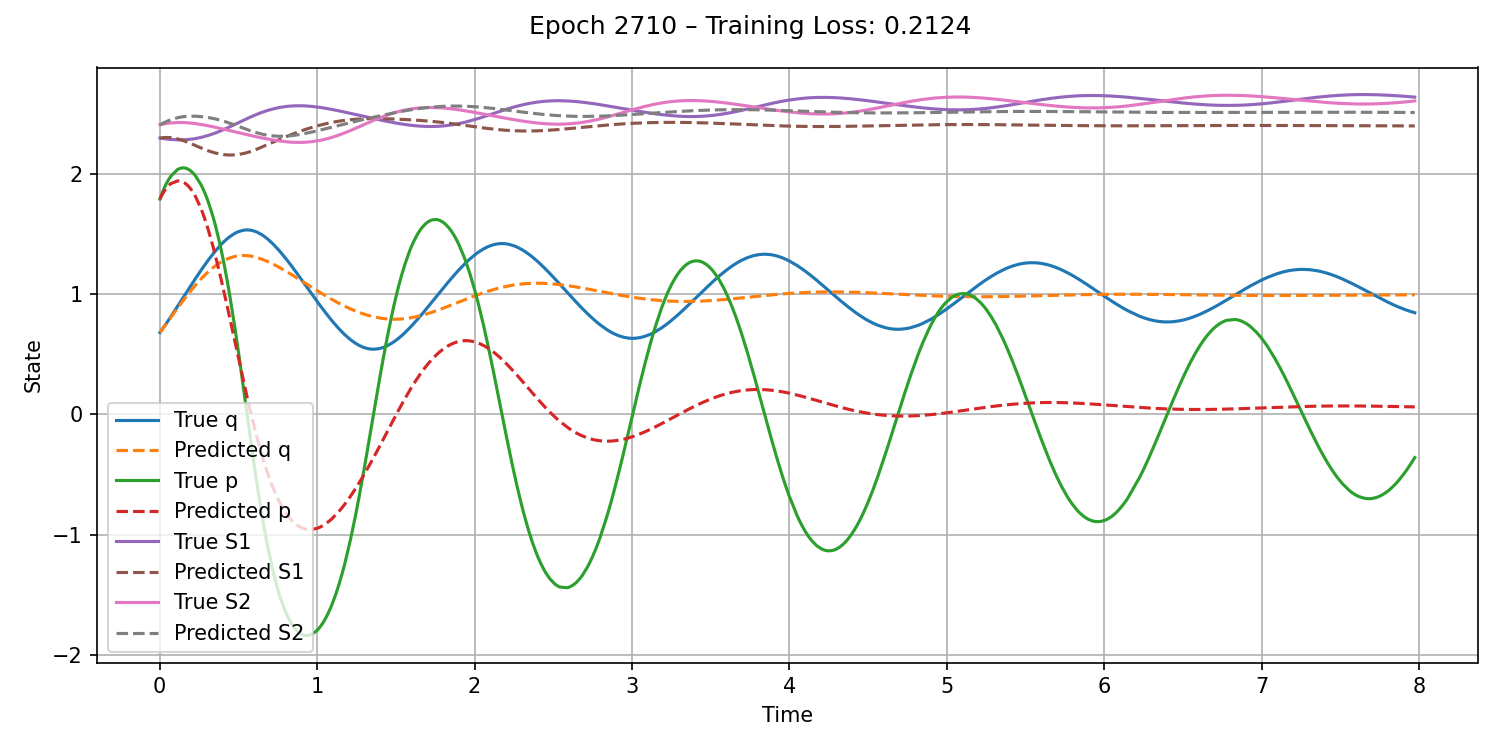 Epoch 2710 – Training Loss: 0.2124
State
2
1
0
−1
−2
True q
Predicted q
True p
Predicted p
True S1
Predicted S1
True S2
Predicted S2
0 1 2 3 4 5 6 7 8
Time